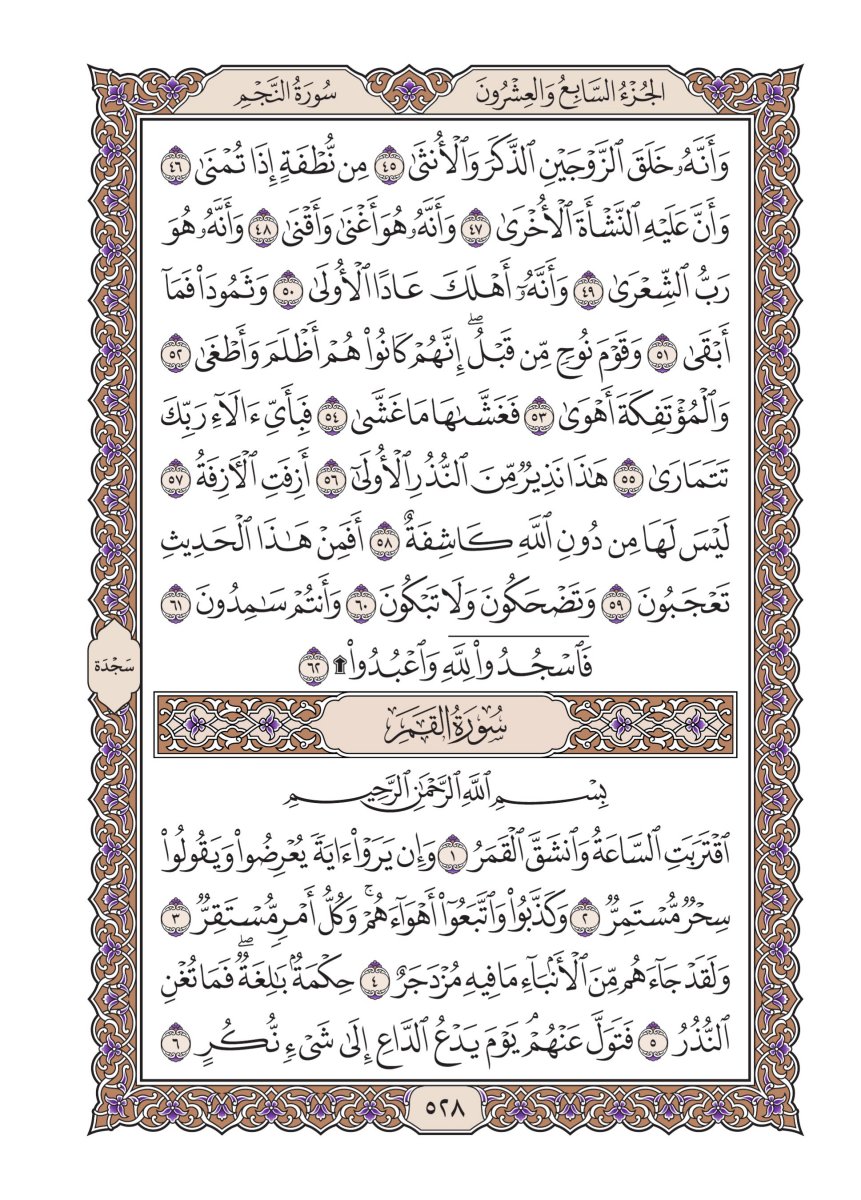 الجُزْءُ السَّابِعُ وَالعِشْرُونَ سُورَةُ النَّجْمِ
وَأَنَّهُۥ خَلَقَ ٱلزَّوْجَيْنِ ٱلذَّكَرَ وَٱلْأُنثَىٰ ٤٥ مِن نُّطْفَةٍ إِذَا تُمْنَىٰ ٤٦
وَأَنَّ عَلَيْهِ ٱلنَّشْأَةَ ٱلْأُخْرَىٰ ٤٧ وَأَنَّهُۥ هُوَ أَغْنَىٰ وَأَقْنَىٰ ٤٨ وَأَنَّهُۥ هُوَ
رَبُّ ٱلشِّعْرَىٰ ٤٩ وَأَنَّهُۥٓ أَهْلَكَ عَادًا ٱلْأُولَىٰ ٥٠ وَثَمُودَا۟ فَمَآ
أَبْقَىٰ ٥١ وَقَوْمَ نُوحٍ مِّن قَبْلُ ۖ إِنَّهُمْ كَانُوا۟ هُمْ أَظْلَمَ وَأَطْغَىٰ ٥٢
وَٱلْمُؤْتَفِكَةَ أَهْوَىٰ ٥٣ فَغَشَّىٰهَا مَا غَشَّىٰ ٥٤ فَبِأَىِّ ءَالَآءِ رَبِّكَ
تَتَمَارَىٰ ٥٥ هَٰذَا نَذِيرٌ مِّنَ ٱلنُّذُرِ ٱلْأُولَىٰٓ ٥٦ أَزِفَتِ ٱلْءَازِفَةُ ٥٧
لَيْسَ لَهَا مِن دُونِ ٱللَّهِ كَاشِفَةٌ ٥٨ أَفَمِنْ هَٰذَا ٱلْحَدِيثِ
تَعْجَبُونَ ٥٩ وَتَضْحَكُونَ وَلَا تَبْكُونَ ٦٠ وَأَنتُمْ سَٰمِدُونَ ٦١
فَٱسْجُدُوا۟ لِلَّهِ وَٱعْبُدُوا۟ ۩ ٦٢
سَجْدَة
سُورَةُ القَمَرِ
بِسْمِ ٱللَّهِ ٱلرَّحْمَٰنِ ٱلرَّحِيمِ
ٱقْتَرَبَتِ ٱلسَّاعَةُ وَٱنشَقَّ ٱلْقَمَرُ ١ وَإِن يَرَوْا۟ ءَايَةً يُعْرِضُوا۟ وَيَقُولُوا۟
سِحْرٌ مُّسْتَمِرٌّ ٢ وَكَذَّبُوا۟ وَٱتَّبَعُوٓا۟ أَهْوَآءَهُمْ ۚ وَكُلُّ أَمْرٍ مُّسْتَقِرٌّ ٣
وَلَقَدْ جَآءَهُم مِّنَ ٱلْأَنۢبَآءِ مَا فِيهِ مُزْدَجَرٌ ٤ حِكْمَةٌۢ بَٰلِغَةٌ ۖ فَمَا تُغْنِ
ٱلنُّذُرُ ٥ فَتَوَلَّ عَنْهُمْ ۘ يَوْمَ يَدْعُ ٱلدَّاعِ إِلَىٰ شَىْءٍ نُّكُرٍ ٦
٥٢٨